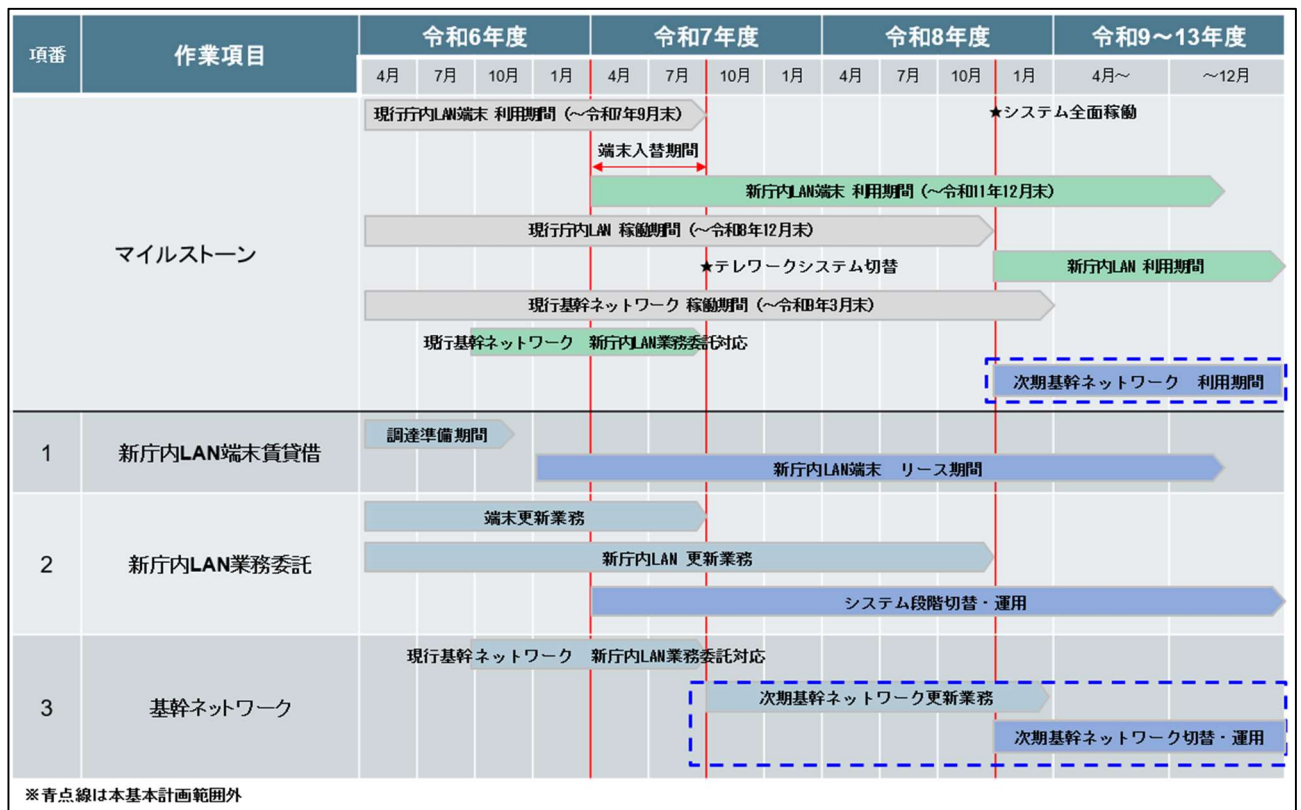 項番
作業項目
令和6年度
令和7年度
令和8年度
令和9～13年度
4月 7月 10月 1月 4月 7月 10月 1月 4月 7月 10月 1月 4月～ ～12月
マイルストーン
現行庁内LAN端末 利用期間 (～令和7年9月末)
★システム全面稼働
端末入替期間
新庁内LAN端末 利用期間 (～令和11年12月末)
現行庁内LAN 稼働期間 (～令和8年12月末)
★テレワークシステム切替
新庁内LAN 利用期間
現行基幹ネットワーク 稼働期間 (～令和9年3月末)
現行基幹ネットワーク 新庁内LAN業務委託対応
次期基幹ネットワーク 利用期間
1
新庁内LAN端末賃貸借
調達準備期間
新庁内LAN端末 リース期間
2
新庁内LAN業務委託
端末更新業務
新庁内LAN 更新業務
システム段階切替・運用
3
基幹ネットワーク
現行基幹ネットワーク 新庁内LAN業務委託対応
次期基幹ネットワーク更新業務
次期基幹ネットワーク切替・運用
※青点線は本基本計画範囲外